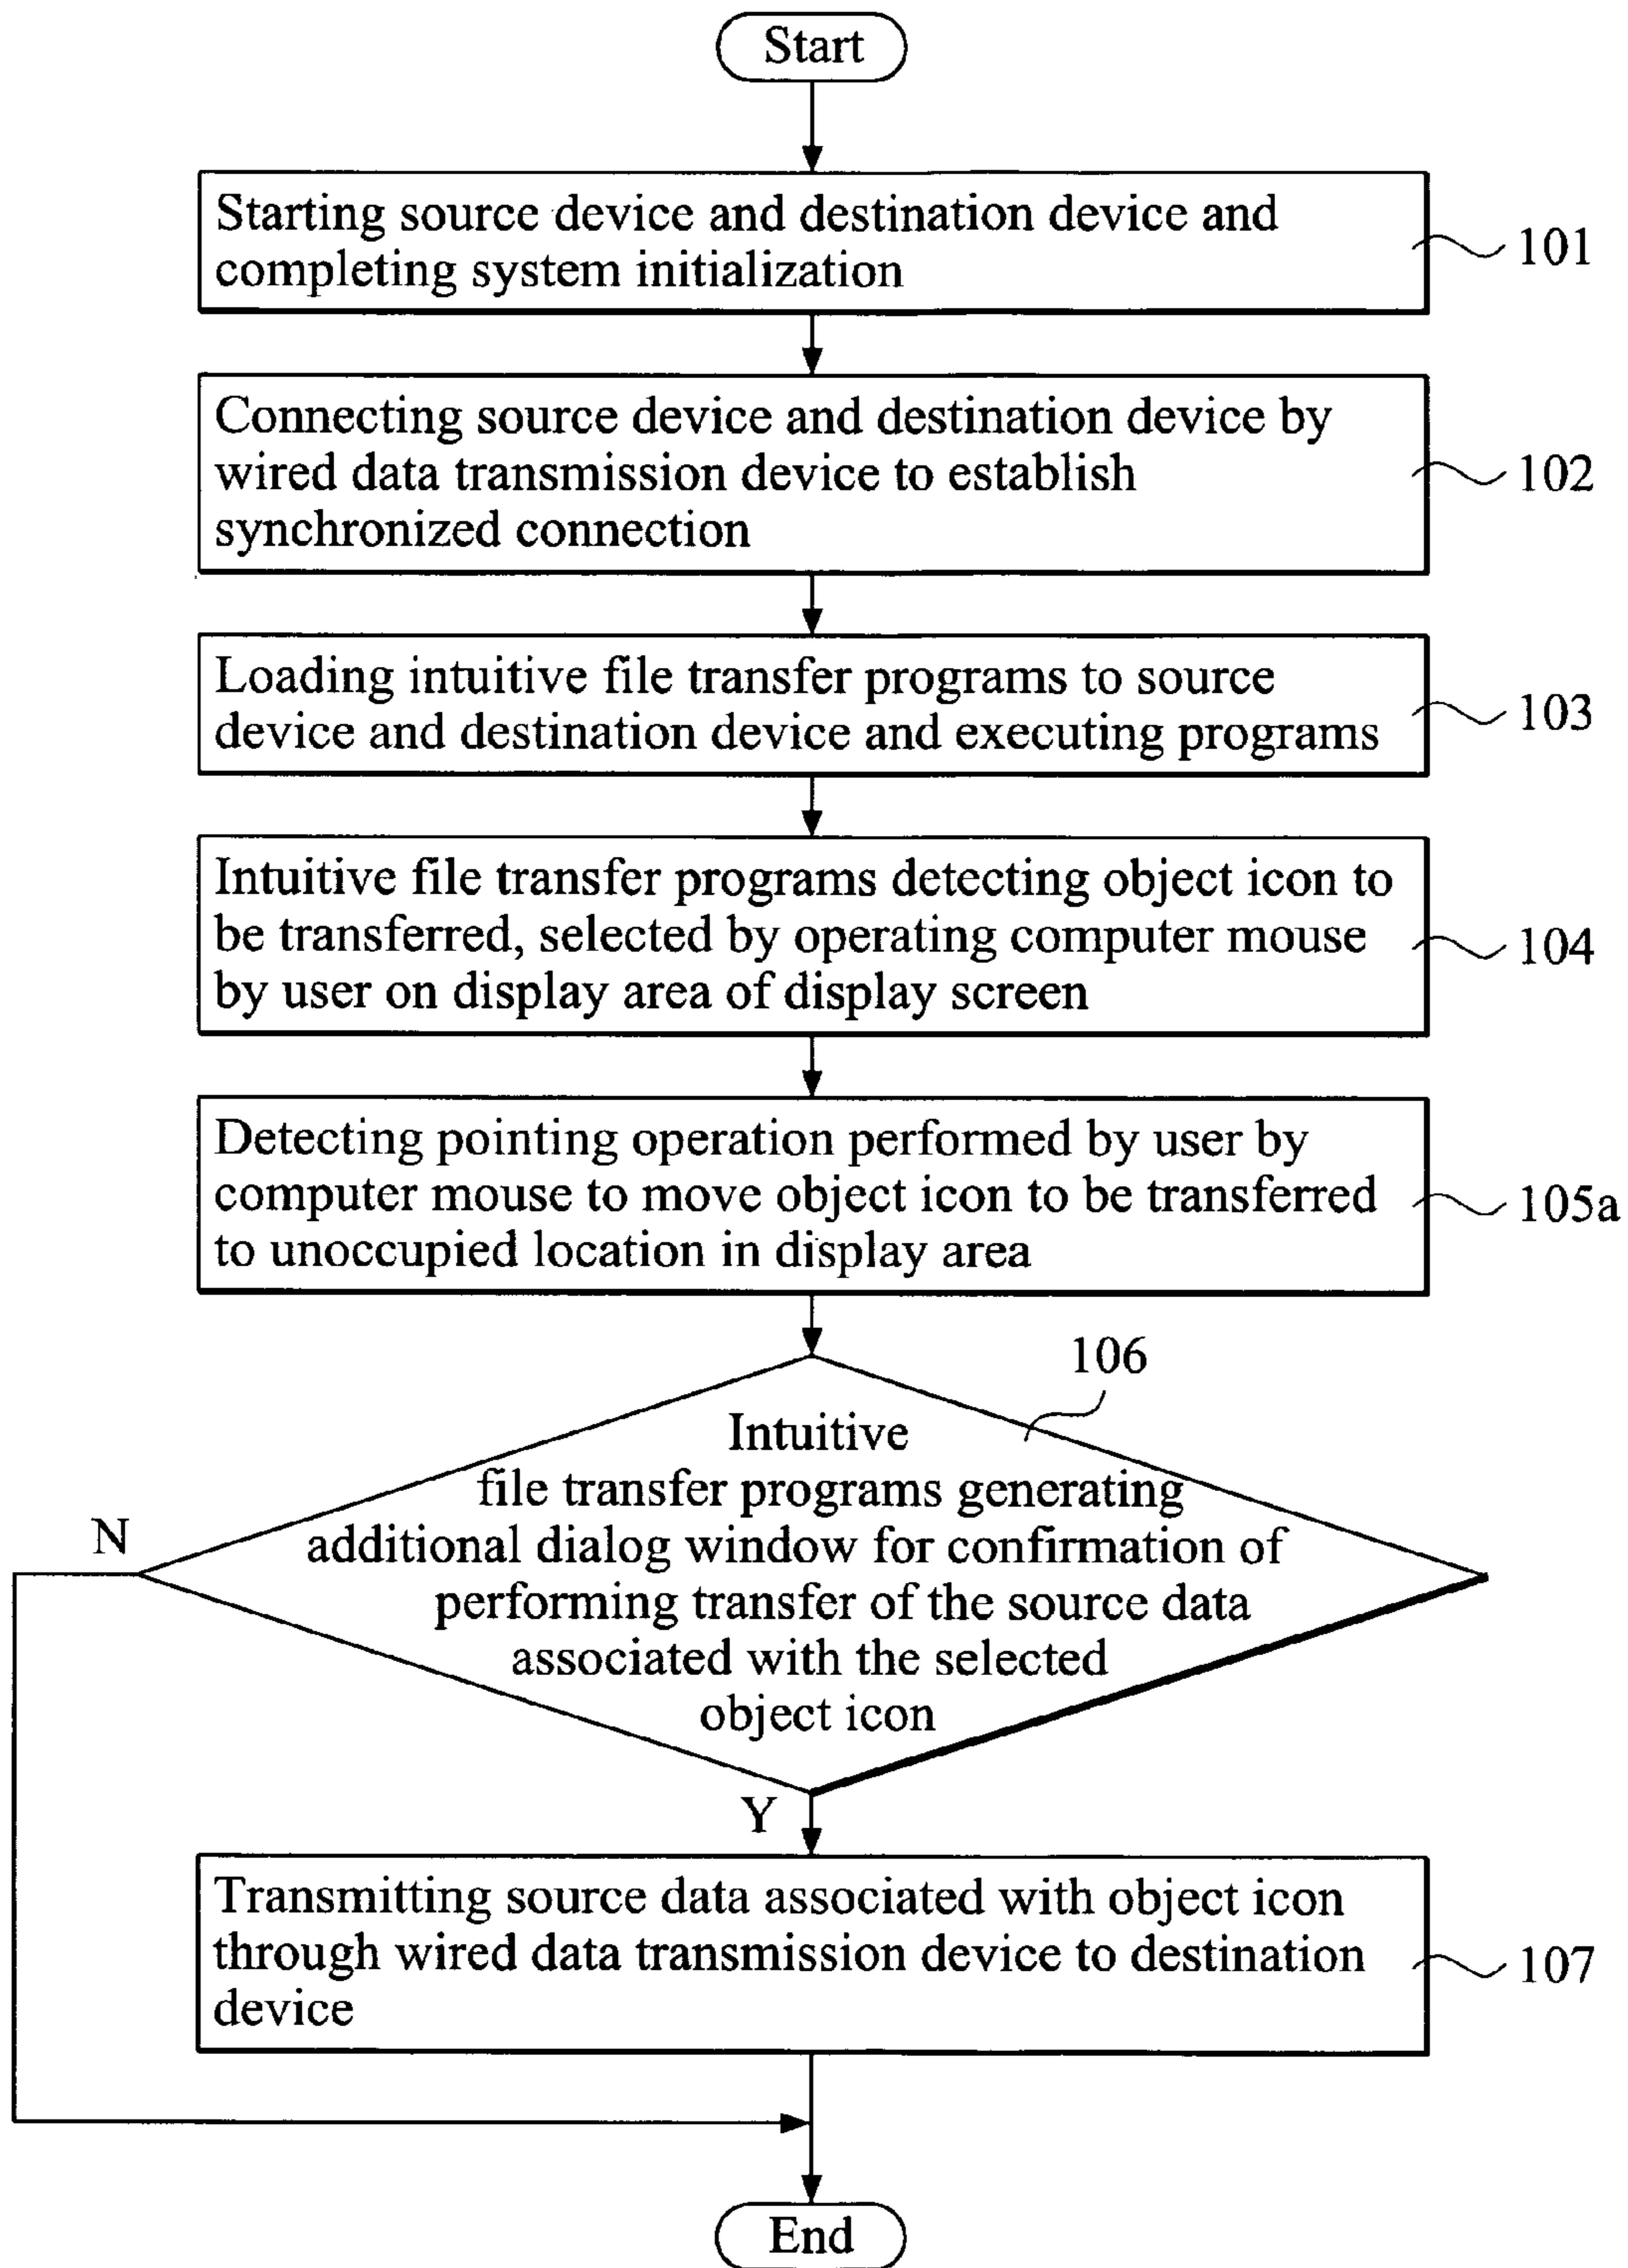 Start
Starting source device and destination device and
completing system initialization
101
Connecting source device and destination device by
wired data transmission device to establish
synchronized connection
102
Loading intuitive file transfer programs to source
device and destination device and executing programs
103
Intuitive file transfer programs detecting object icon to
be transferred, selected by operating computer mouse
by user on display area of display screen
104
Detecting pointing operation performed by user by
computer mouse to move object icon to be transferred
to unoccupied location in display area
105a
106
Intuitive
file transfer programs generating
additional dialog window for confirmation of
performing transfer of the source data
associated with the selected
object icon
N
Y
Transmitting source data associated with object icon
through wired data transmission device to destination
device
107
End